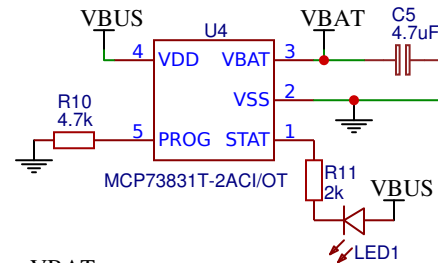 VBUS
U4
VBAT
C5
4.7uF
4 VDD VBAT 3
VSS 2
R10
4.7k
5 PROG STAT 1
MCP73831T-2ACI/OT
R11
2k
VBUS
LED1
VBAT